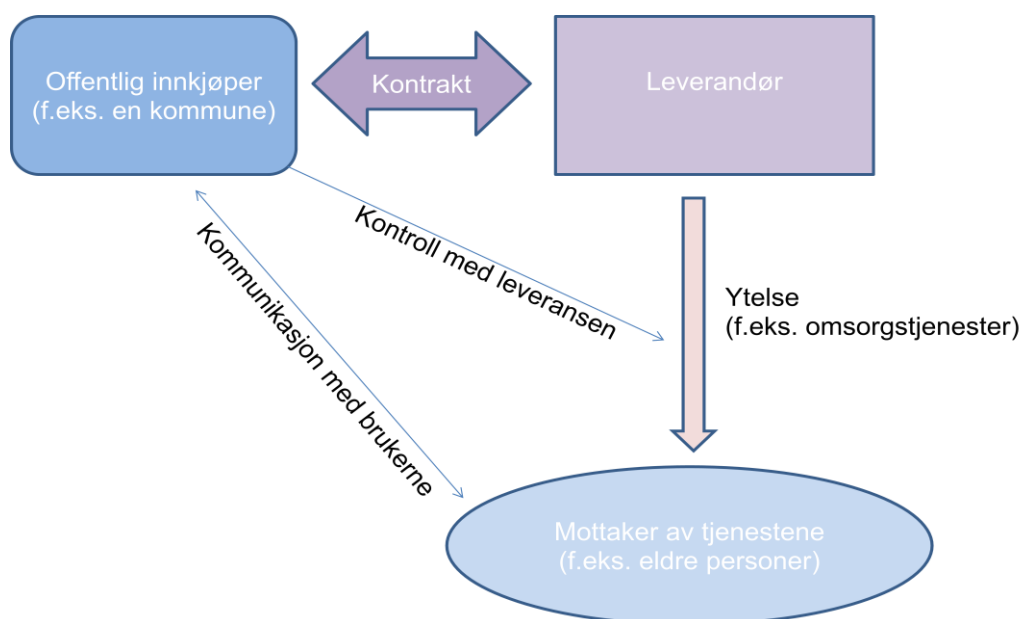 Offentlig innkjøper
(f.eks. en kommune)
Kontrakt
Leverandør
Kontroll med leveransen
Kommunikasjon med brukerne
Ytelse
(f.eks. omsorgstjenester)
Mottaker av tjenestene
(f.eks. eldre personer)